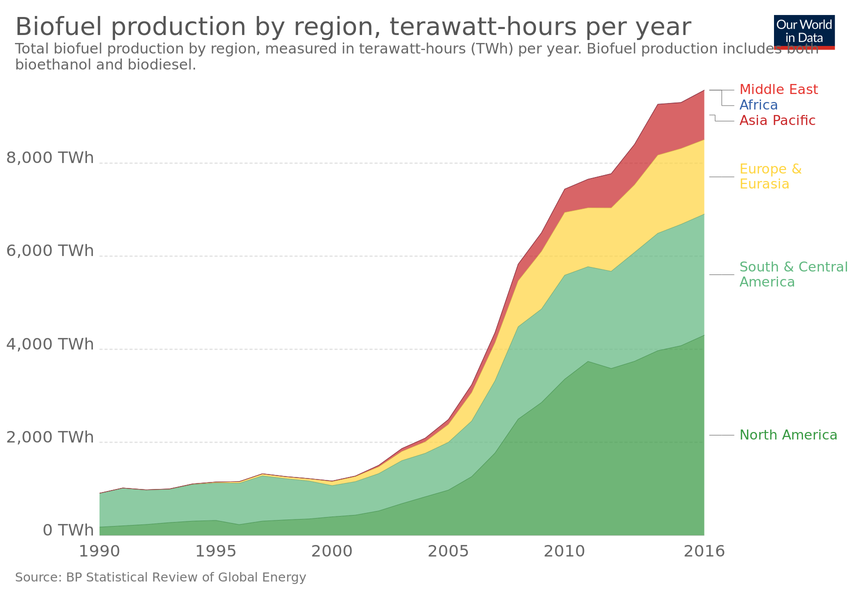 Biofuel production by region, terawatt-hours per year
Our World
in Data
Total biofuel production by region, measured in terawatt-hours (TWh) per year. Biofuel production includes both
bioethanol and biodiesel.
Middle East
Africa
Asia Pacific
8,000 TWh
Europe &
Eurasia
6,000 TWh
South & Central
America
4,000 TWh
2,000 TWh
North America
0 TWh
1990 1995 2000 2005 2010 2016
Source: BP Statistical Review of Global Energy